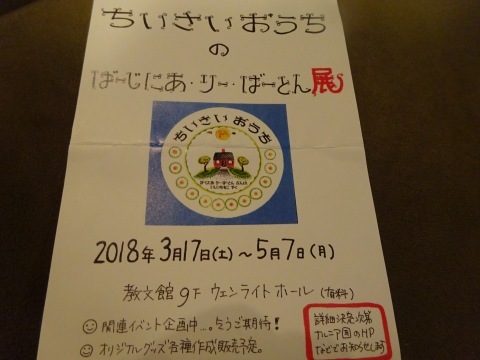 ちいさいおうち
の
ばーじにあ・りー・ばーとん展
ちいさいおうち
2018年 3月17日(土)～5月7日(月)
教文館 9F ウェンライトホール (有料)
関連イベント企画中…。乞うご期待!
オリジナルグッズ各種作成販売予定。
詳細決定次第
ナルニア国のHP
などでお知らせします